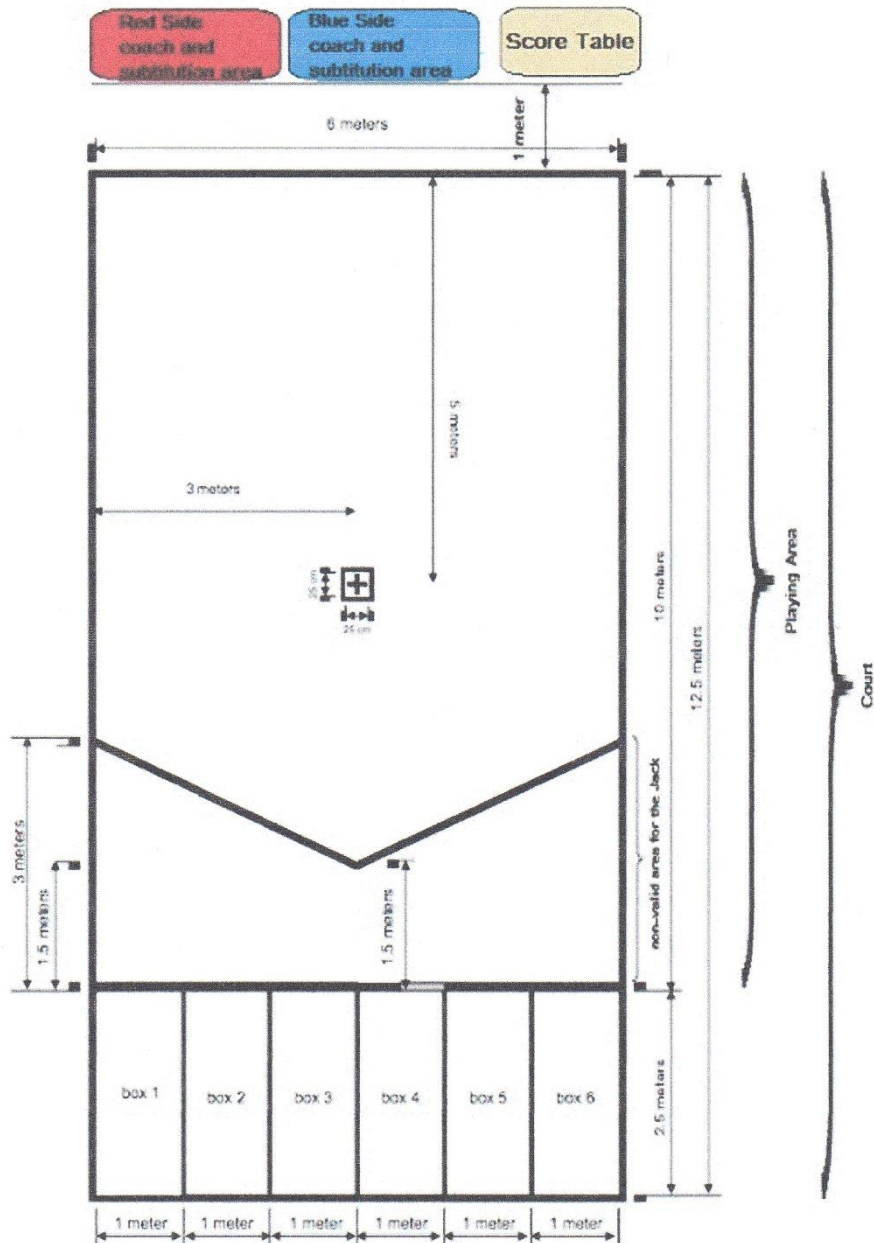 Red Side
coach and
subtitution area
Blue Side
coach and
subtitution area
Score Table
6 meters
1 meter
5 meters
3 meters
25 cm
25 cm
10 meters
12.5 meters
Playing Area
Court
3 meters
1.5 meters
1.5 meters
non-valid area for the Jack
box 1
box 2
box 3
box 4
box 5
box 6
2.5 meters
1 meter
1 meter
1 meter
1 meter
1 meter
1 meter